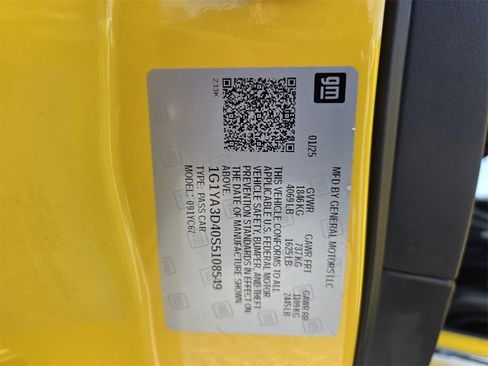 gm
MFD BY GENERAL MOTORS LLC
01/25
GVWR
1846KG
4069LB
GAWR FRT
737KG
1625LB
GAWR RR
1109KG
2445LB
THIS VEHICLE CONFORMS TO ALL
APPLICABLE U.S. FEDERAL MOTOR
VEHICLE SAFETY, BUMPER, AND THEFT
PREVENTION STANDARDS IN EFFECT ON
THE DATE OF MANUFACTURE SHOWN
ABOVE.
1G1YA3D40S5108549
TYPE: PASS CAR
MODEL: 091YC67
233K